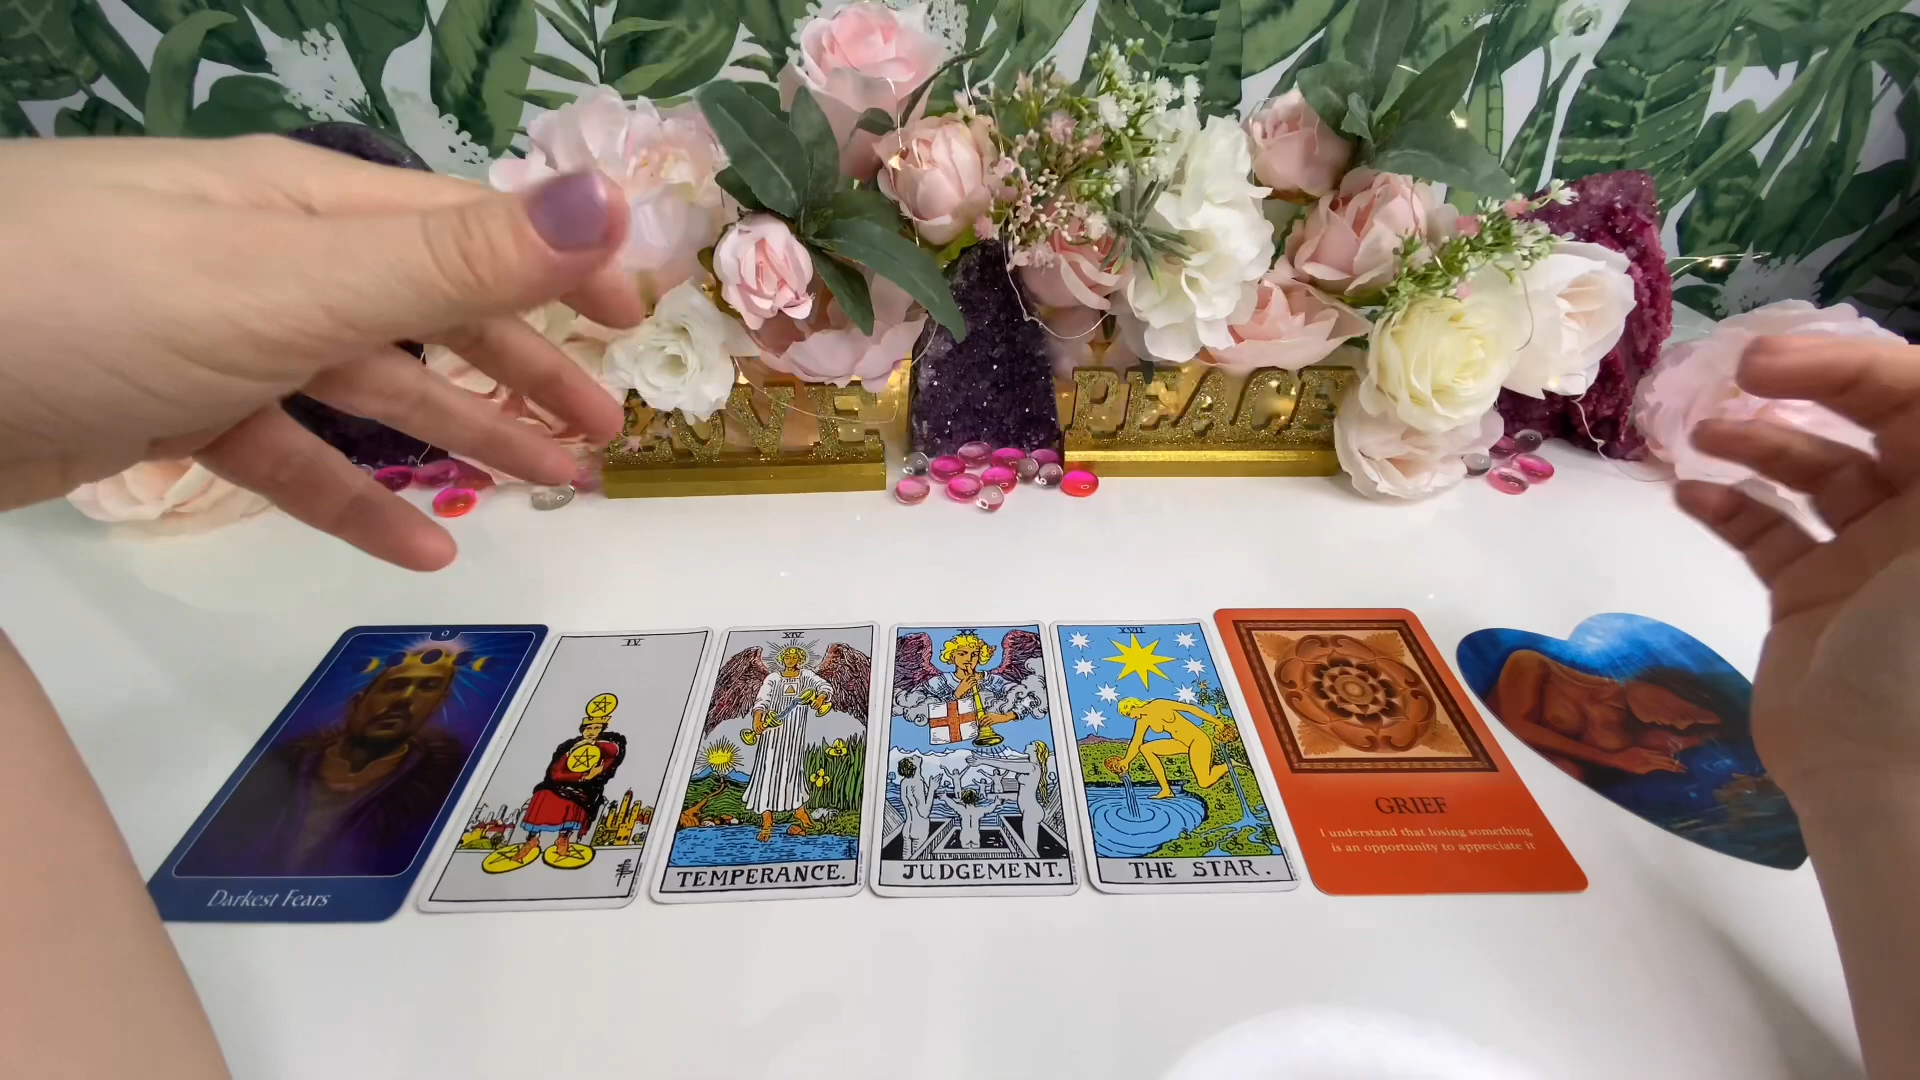 LOVE
PEACE
0
IV
XIV
XX
XVII
Darkest Fears
TEMPERANCE.
JUDGEMENT.
THE STAR.
GRIEF
I understand that losing something
is an opportunity to appreciate it